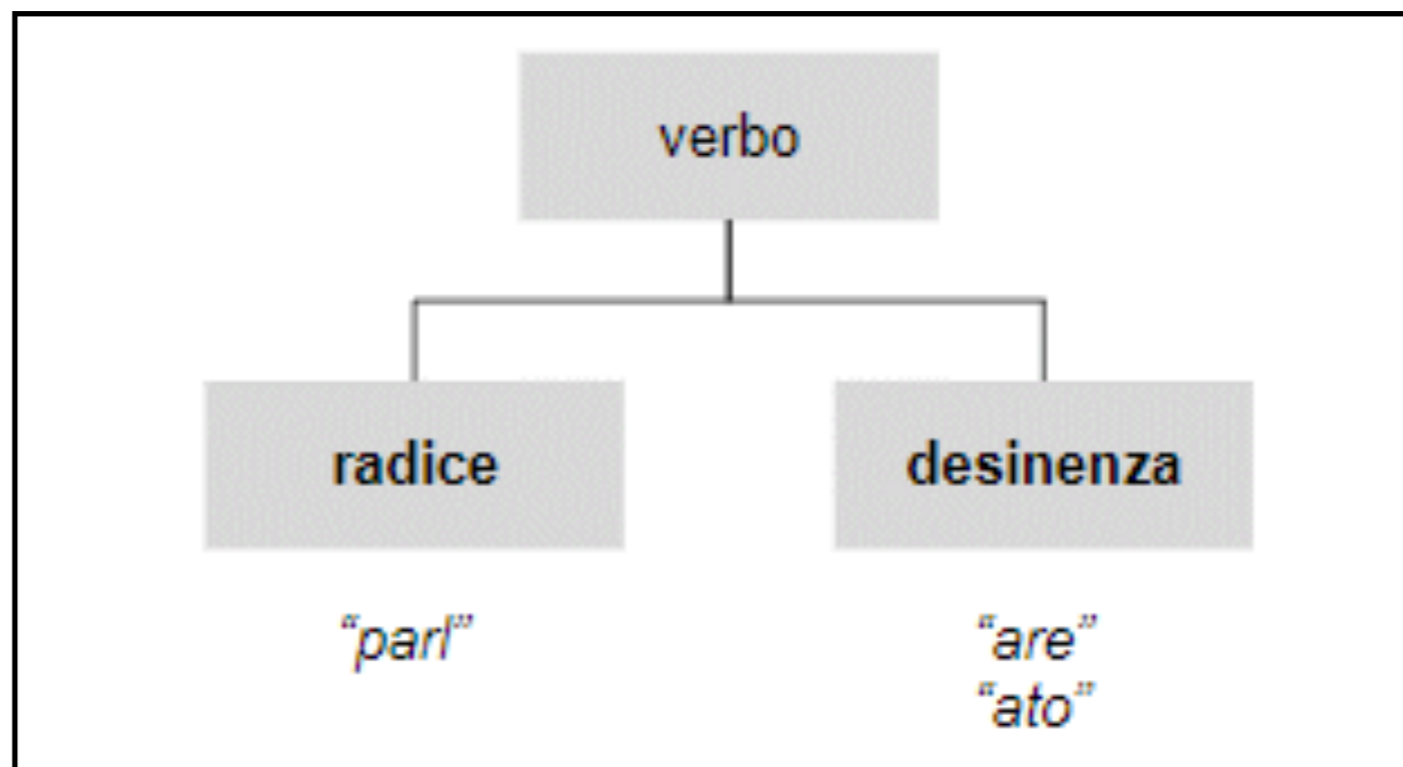 verbo
radice
desinenza
“parl”
“are”
“ato”